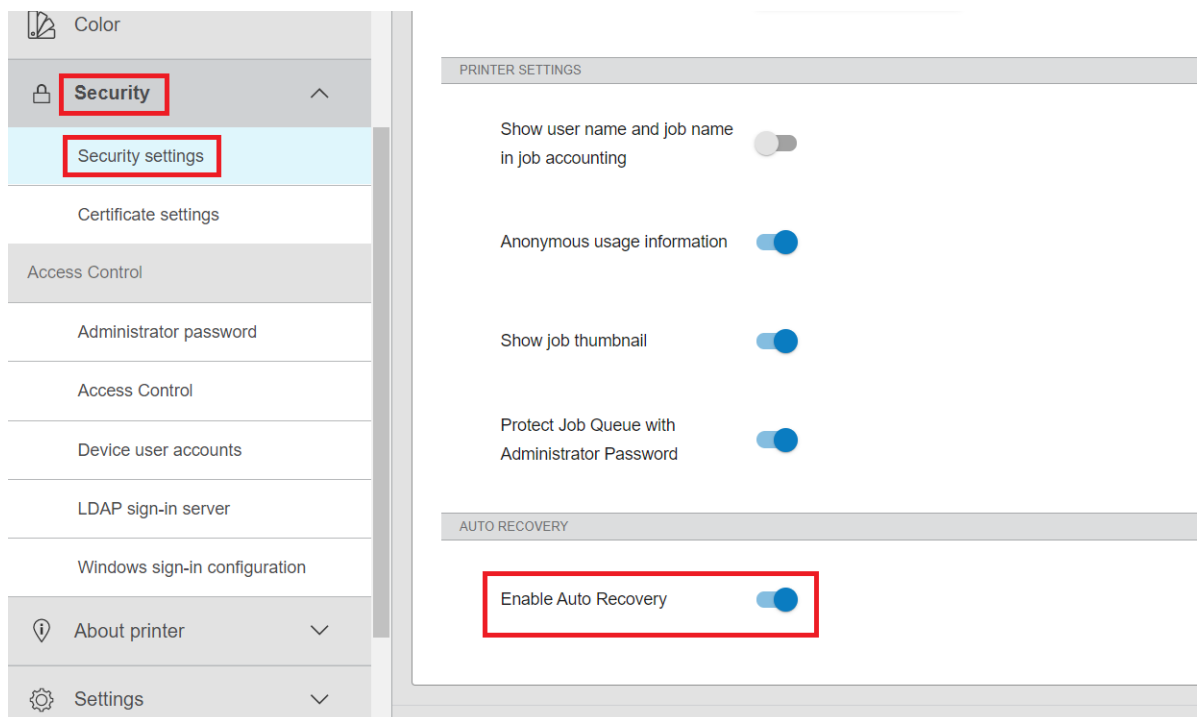 Color
Security
Security settings
Certificate settings
Access Control
Administrator password
Access Control
Device user accounts
LDAP sign-in server
Windows sign-in configuration
About printer
Settings
PRINTER SETTINGS
Show user name and job name
in job accounting
Anonymous usage information
Show job thumbnail
Protect Job Queue with
Administrator Password
AUTO RECOVERY
Enable Auto Recovery